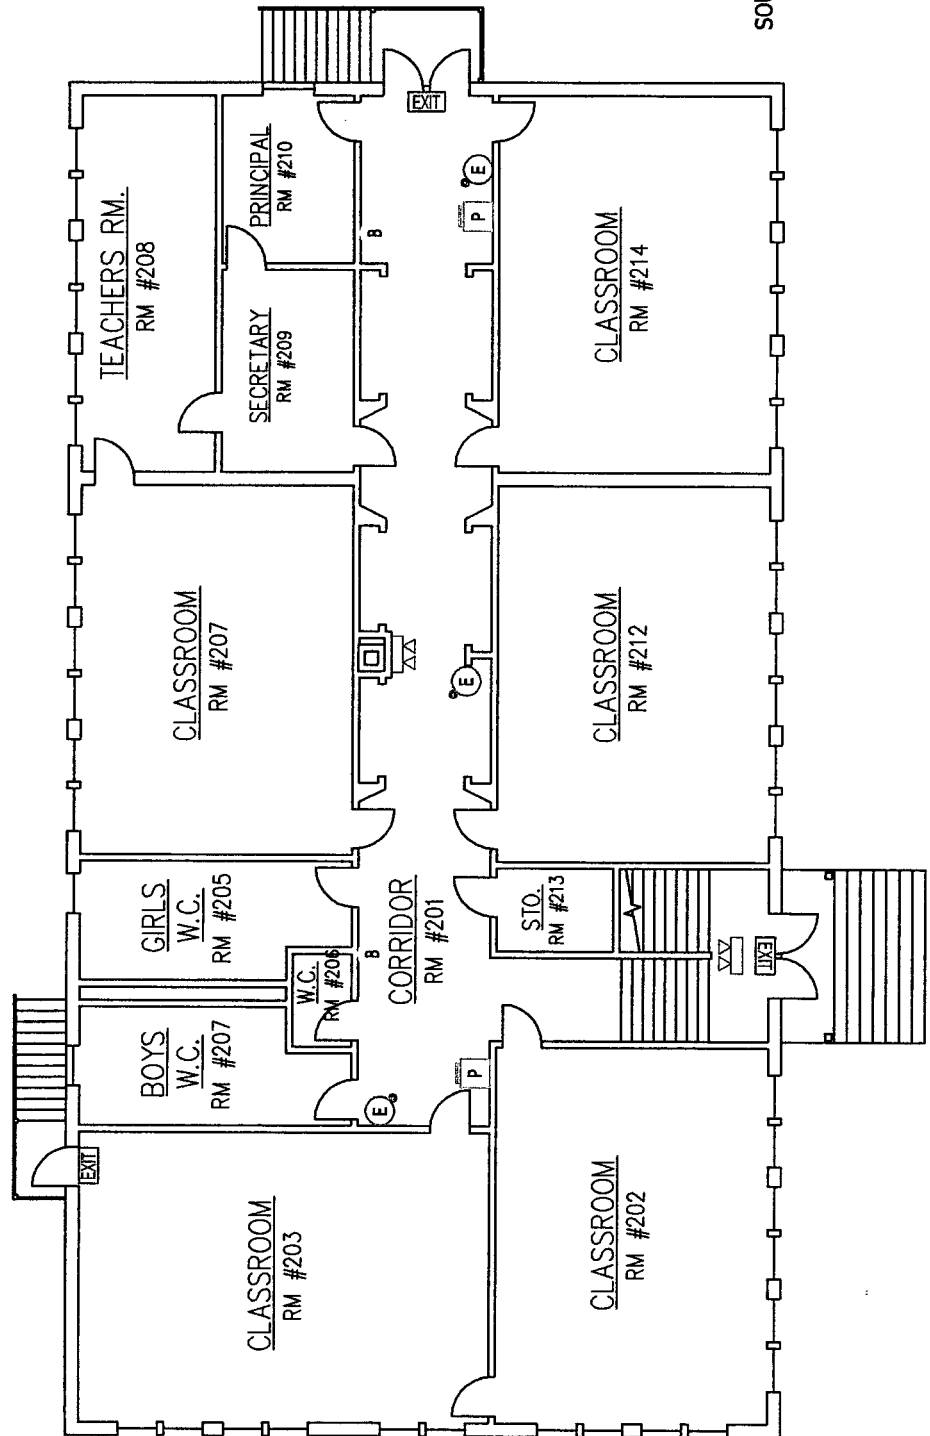 SOU
EXIT
PRINCIPAL
RM #210
TEACHERS RM.
RM #208
E
P
B
CLASSROOM
RM #214
SECRETARY
RM #209
CLASSROOM
RM #207
CLASSROOM
RM #212
E
GIRLS
W.C.
RM #205
CORRIDOR
RM #201
STO.
RM #213
B
W.C.
RM #206
EXIT
BOYS
W.C.
RM #207
P
E
EXIT
CLASSROOM
RM #203
CLASSROOM
RM #202